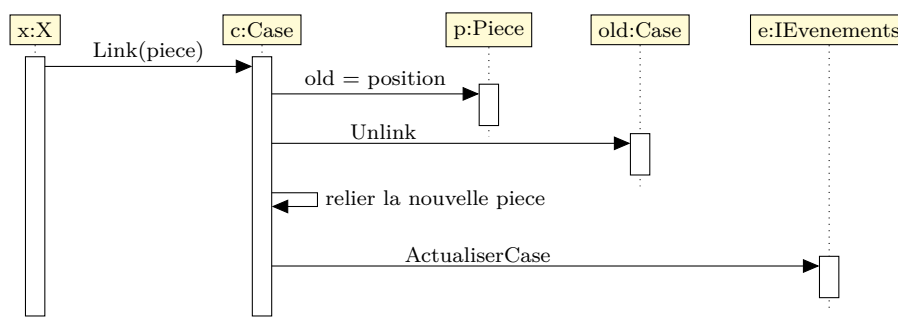 x:X
c:Case
p:Piece
old:Case
e:IEvenements
Link(piece)
old = position
Unlink
relier la nouvelle piece
ActualiserCase